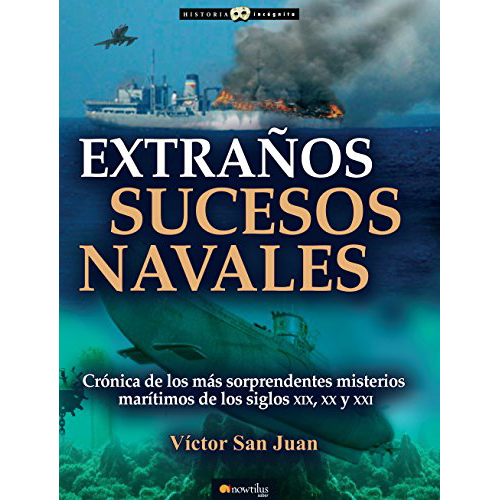 HISTORIA incógnita
EXTRAÑOS
SUCESOS
NAVALES
Crónica de los más sorprendentes misterios
marítimos de los siglos XIX, XX y XXI
Víctor San Juan
nowtilus
saber